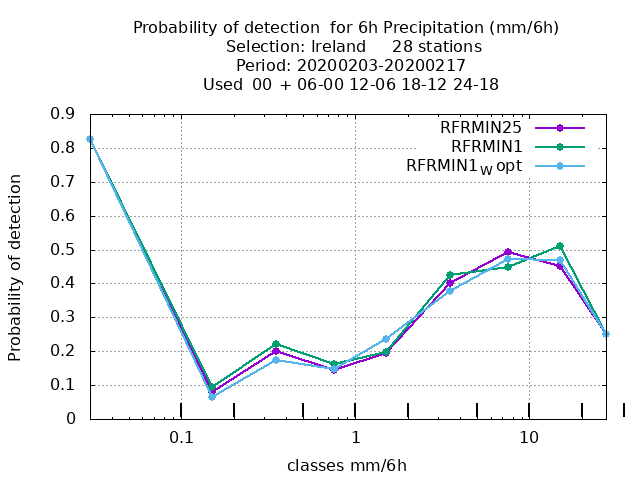 Probability of detection  for 6h Precipitation (mm/6h)
Selection: Ireland     28 stations
Period: 20200203-20200217
Used  00  + 06-00 12-06 18-12 24-18
0.9
RFRMIN25
RFRMIN1
RFRMIN1W opt
0.8
0.7
0.6
0.5
0.4
0.3
0.2
0.1
0
Probability of detection
0.1
1
10
classes mm/6h